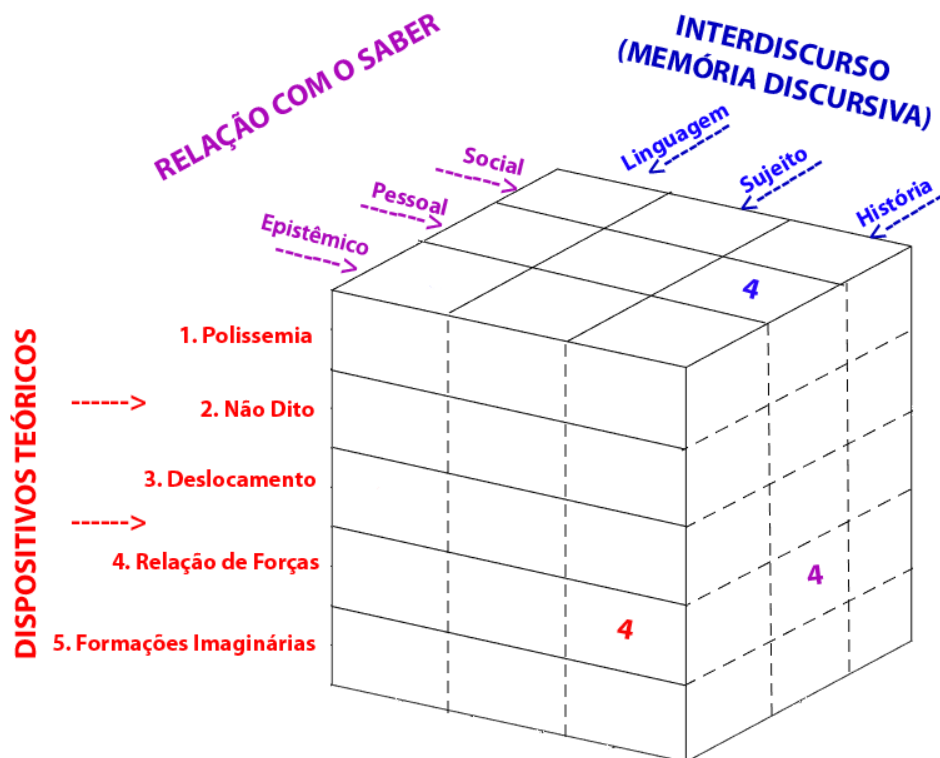 RELAÇÃO COM O SABER
INTERDISCURSO
(MEMÓRIA DISCURSIVA)
Social
Pessoal
Epistêmico
Linguagem
Sujeito
História
DISPOSITIVOS TEÓRICOS
1. Polissemia
2. Não Dito
3. Deslocamento
4. Relação de Forças
5. Formações Imaginárias
4
4
4